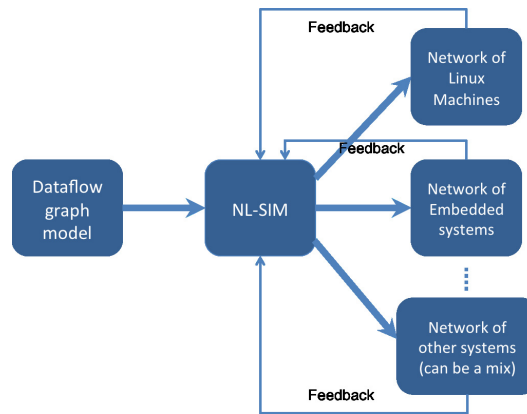 Feedback
Network of
Linux
Machines
Feedback
Dataflow
graph
model
NL-SIM
Network of
Embedded
systems
Network of
other systems
(can be a mix)
Feedback